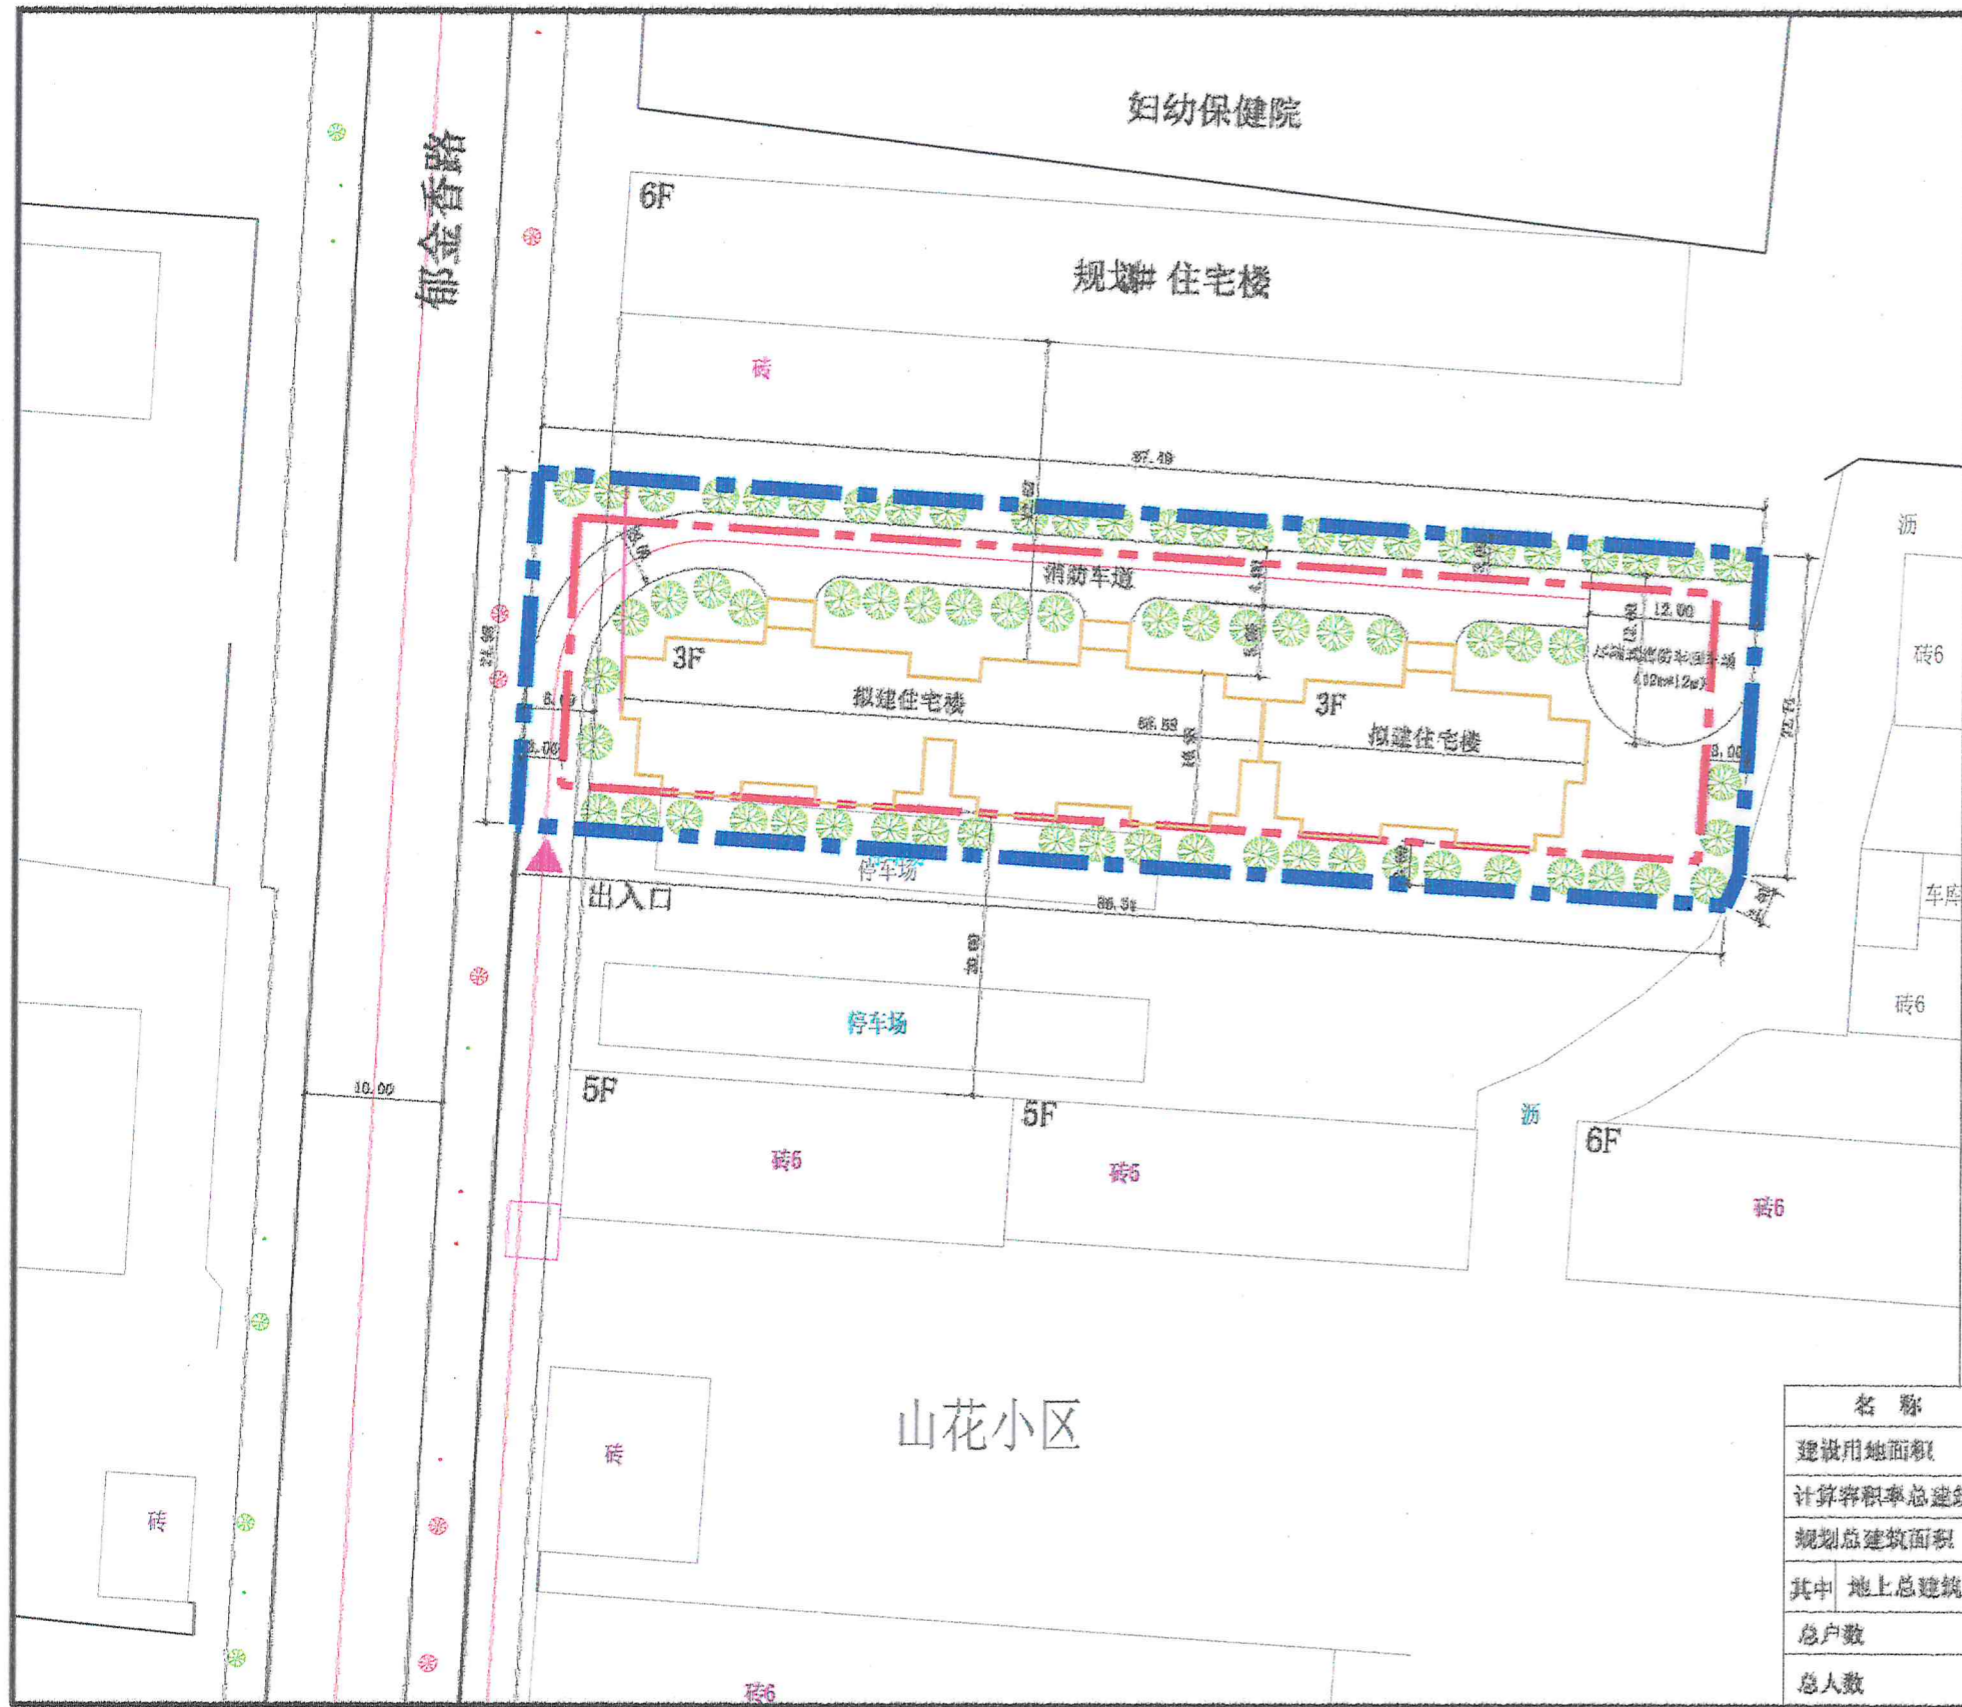 妇幼保健院
郁金香路
6F
住宅楼
砖
87.49
沥
消防车道
12.00
砖6
3F
拟建住宅楼
3F
拟建住宅楼
(12m*12m)
22.71
停车场
出入口
车库
砖6
停车场
10.00
5F
5F
沥
6F
砖5
砖5
砖6
山花小区
砖
砖
砖6
名 称
建设用地面积
计算容积率总建筑
规划总建筑面积
其中 地上总建筑
总户数
总人数